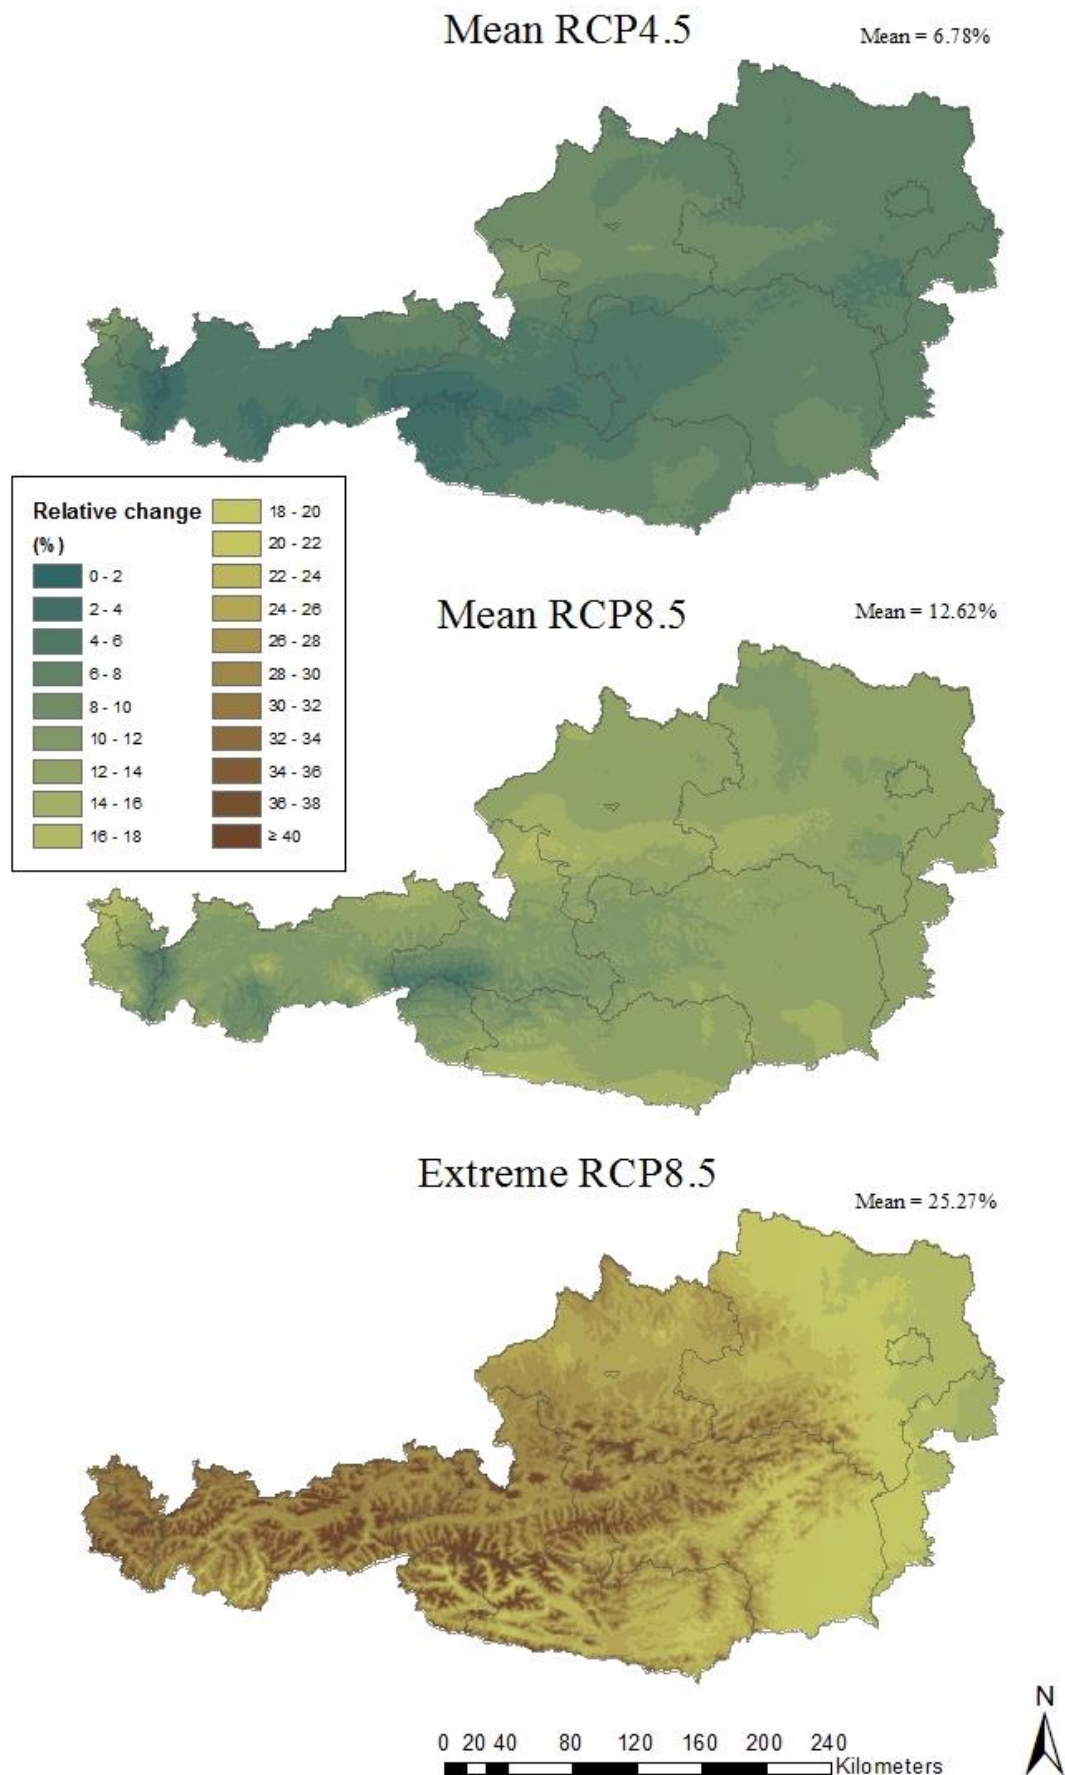 Mean RCP4.5
Mean = 6.78%
Relative change
(%)
0 - 2
2 - 4
4 - 6
6 - 8
8 - 10
10 - 12
12 - 14
14 - 16
16 - 18
18 - 20
20 - 22
22 - 24
24 - 26
26 - 28
28 - 30
30 - 32
32 - 34
34 - 36
36 - 38
≥ 40
Mean RCP8.5
Mean = 12.62%
Extreme RCP8.5
Mean = 25.27%
N
0 20 40 80 120 160 200 240
Kilometers